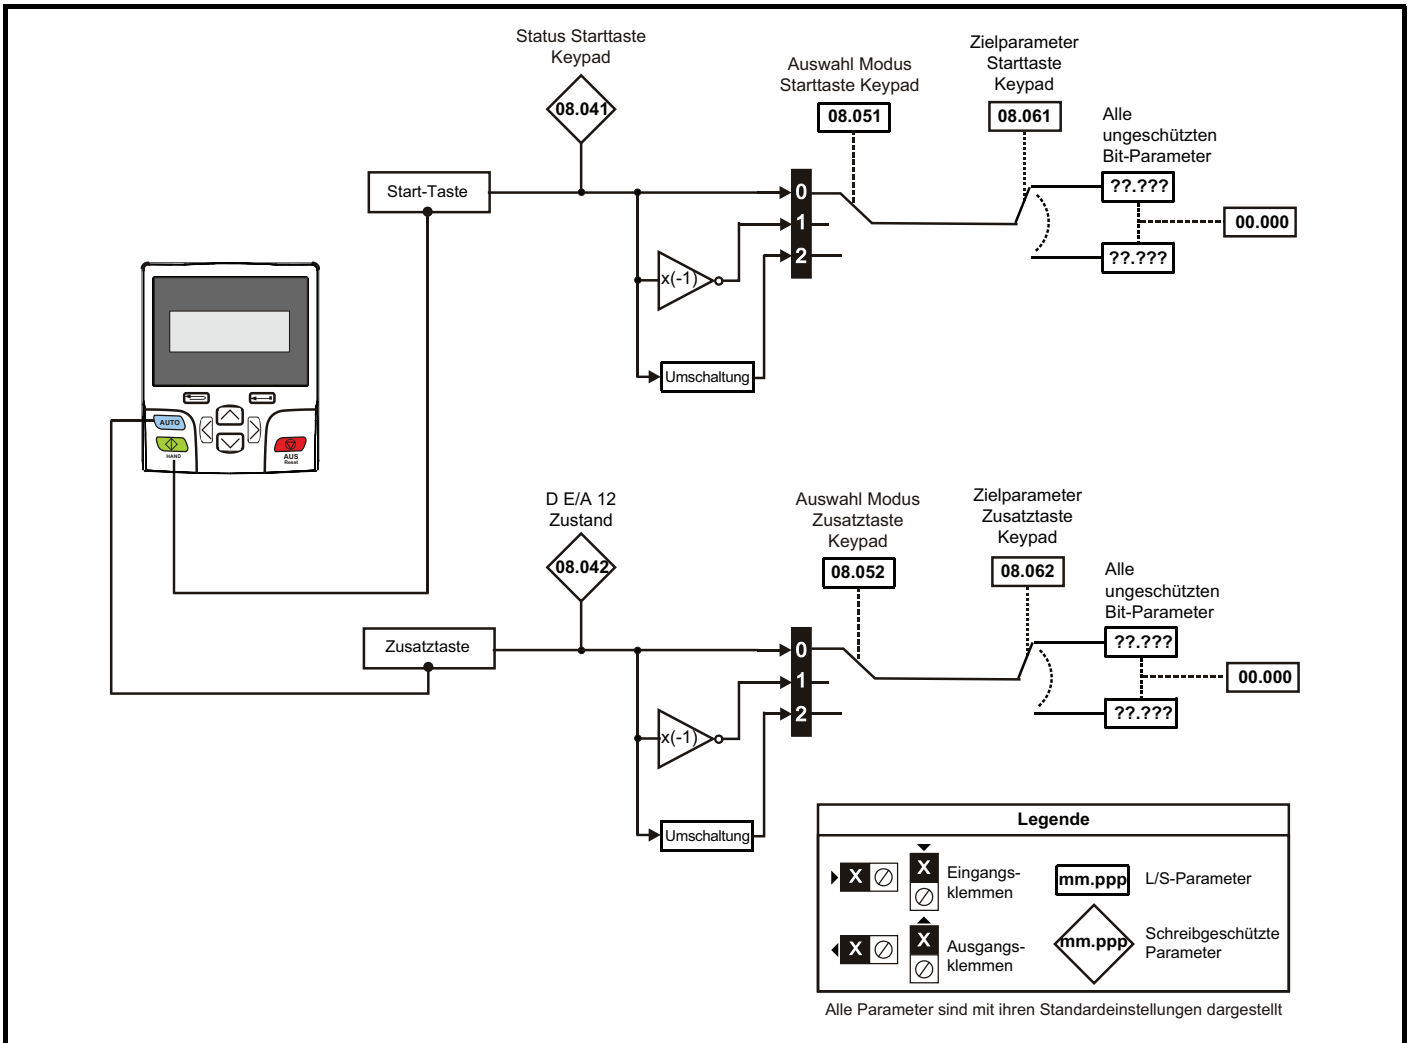 Status Starttaste
Keypad
08.041
Auswahl Modus
Starttaste Keypad
08.051
Zielparameter
Starttaste
Keypad
08.061
Alle
ungeschützten
Bit-Parameter
??.???
??.???
00.000
Start-Taste
0
1
2
x(-1)
Umschaltung
AUTO
HAND
AUS
Reset
D E/A 12
Zustand
08.042
Auswahl Modus
Zusatztaste
Keypad
08.052
Zielparameter
Zusatztaste
Keypad
08.062
Alle
ungeschützten
Bit-Parameter
??.???
??.???
00.000
Zusatztaste
0
1
2
x(-1)
Umschaltung
Legende
X
X
Eingangs-
klemmen
mm.ppp
L/S-Parameter
X
X
Ausgangs-
klemmen
mm.ppp
Schreibgeschützte
Parameter
Alle Parameter sind mit ihren Standardeinstellungen dargestellt